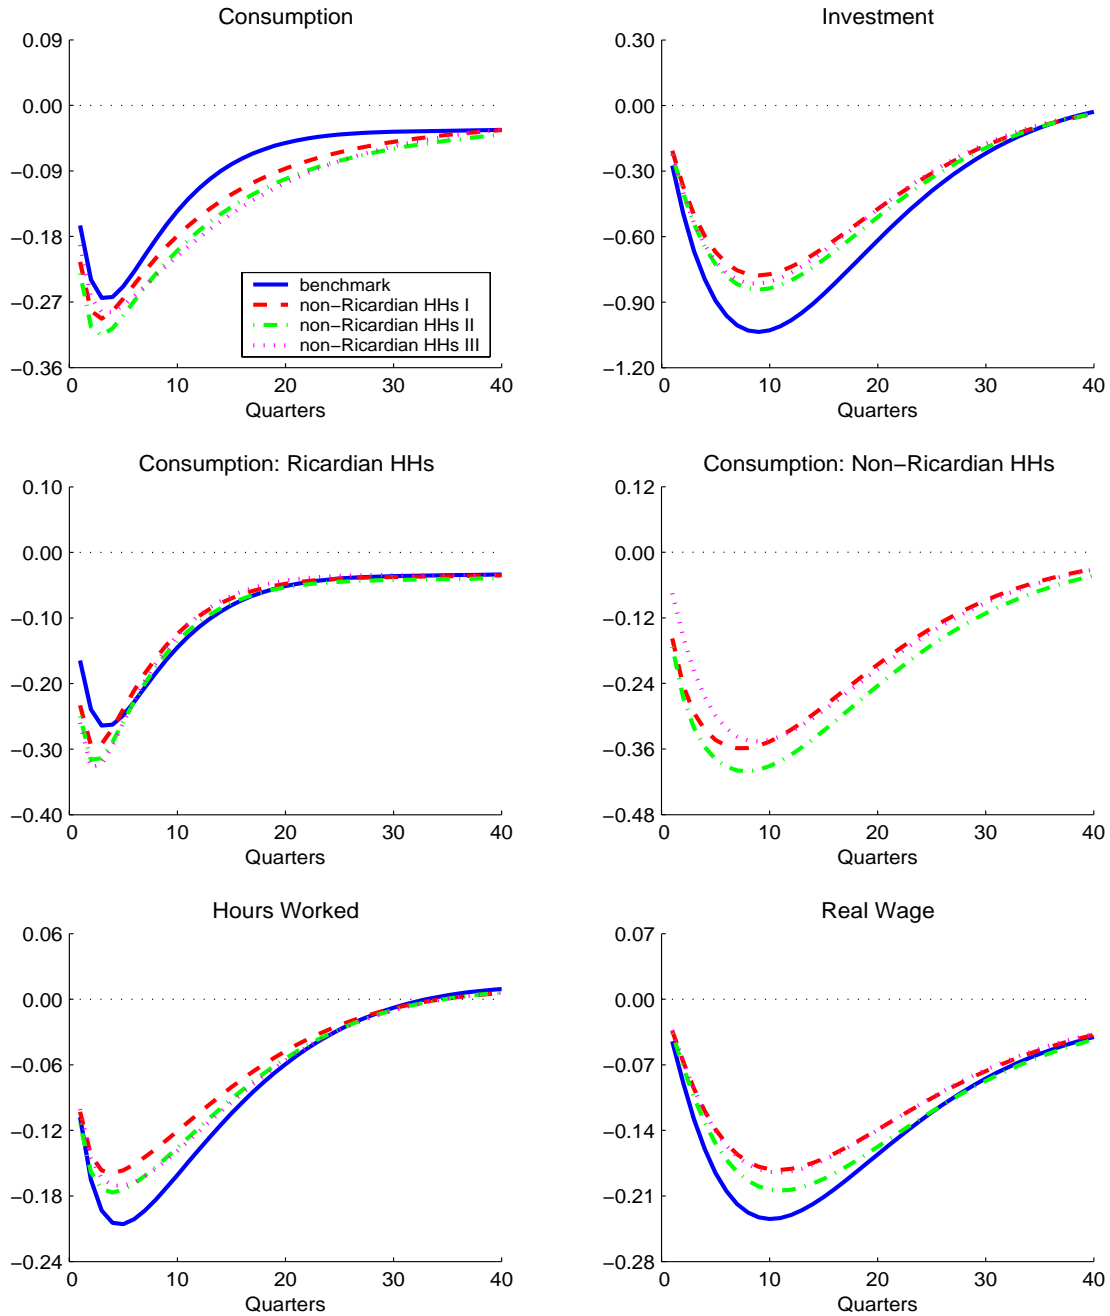 Consumption
0.09
0.00
−0.09
−0.18
−0.27
−0.36
benchmark
non−Ricardian HHs I
non−Ricardian HHs II
non−Ricardian HHs III
0 10 20 30 40
Quarters
Investment
0.30
0.00
−0.30
−0.60
−0.90
−1.20
0 10 20 30 40
Quarters
Consumption: Ricardian HHs
0.10
0.00
−0.10
−0.20
−0.30
−0.40
0 10 20 30 40
Quarters
Consumption: Non−Ricardian HHs
0.12
0.00
−0.12
−0.24
−0.36
−0.48
0 10 20 30 40
Quarters
Hours Worked
0.06
0.00
−0.06
−0.12
−0.18
−0.24
0 10 20 30 40
Quarters
Real Wage
0.07
0.00
−0.07
−0.14
−0.21
−0.28
0 10 20 30 40
Quarters